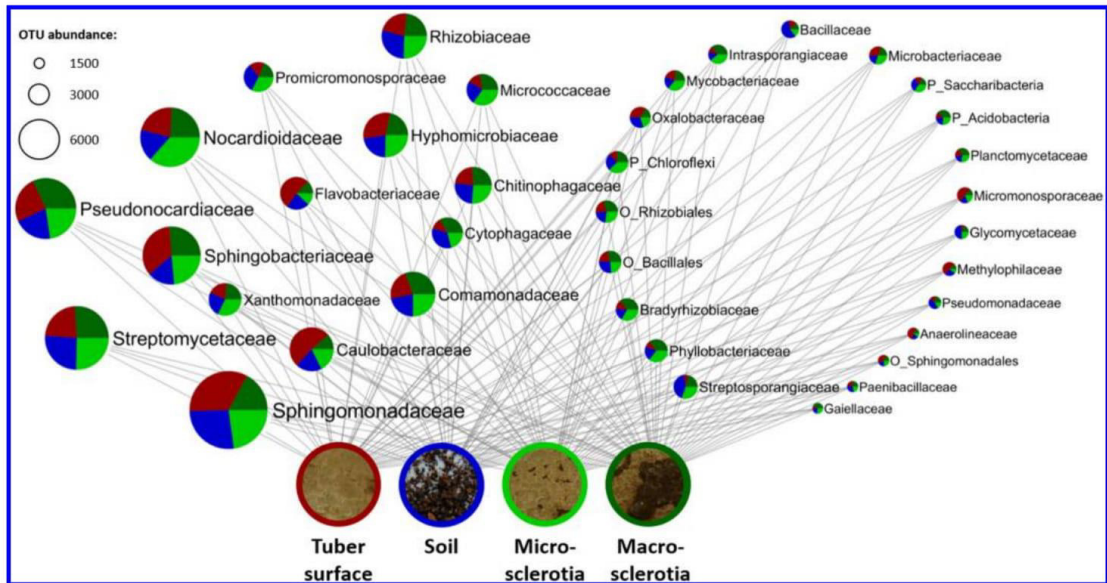 OTU abundance:
1500
3000
6000
Rhizobiaceae
Bacillaceae
Intrasporangiaceae
Microbacteriaceae
Promicromonosporaceae
Mycobacteriaceae
P_Saccharibacteria
Micrococcaceae
Oxalobacteraceae
P_Acidobacteria
Nocardioidaceae
Hyphomicrobiaceae
P_Chloroflexi
Planctomycetaceae
Flavobacteriaceae
Chitinophagaceae
Micromonosporaceae
Pseudonocardiaceae
O_Rhizobiales
Cytophagaceae
Glycomycetaceae
Sphingobacteriaceae
O_Bacillales
Methylophilaceae
Xanthomonadaceae
Comamonadaceae
Pseudomonadaceae
Bradyrhizobiaceae
Streptomycetaceae
Anaerolineaceae
Caulobacteraceae
Phyllobacteriaceae
O_Sphingomonadales
Streptosporangiaceae
Paenibacillaceae
Sphingomonadaceae
Gaiellaceae
Tuber
surface
Soil
Micro-
sclerotia
Macro-
sclerotia